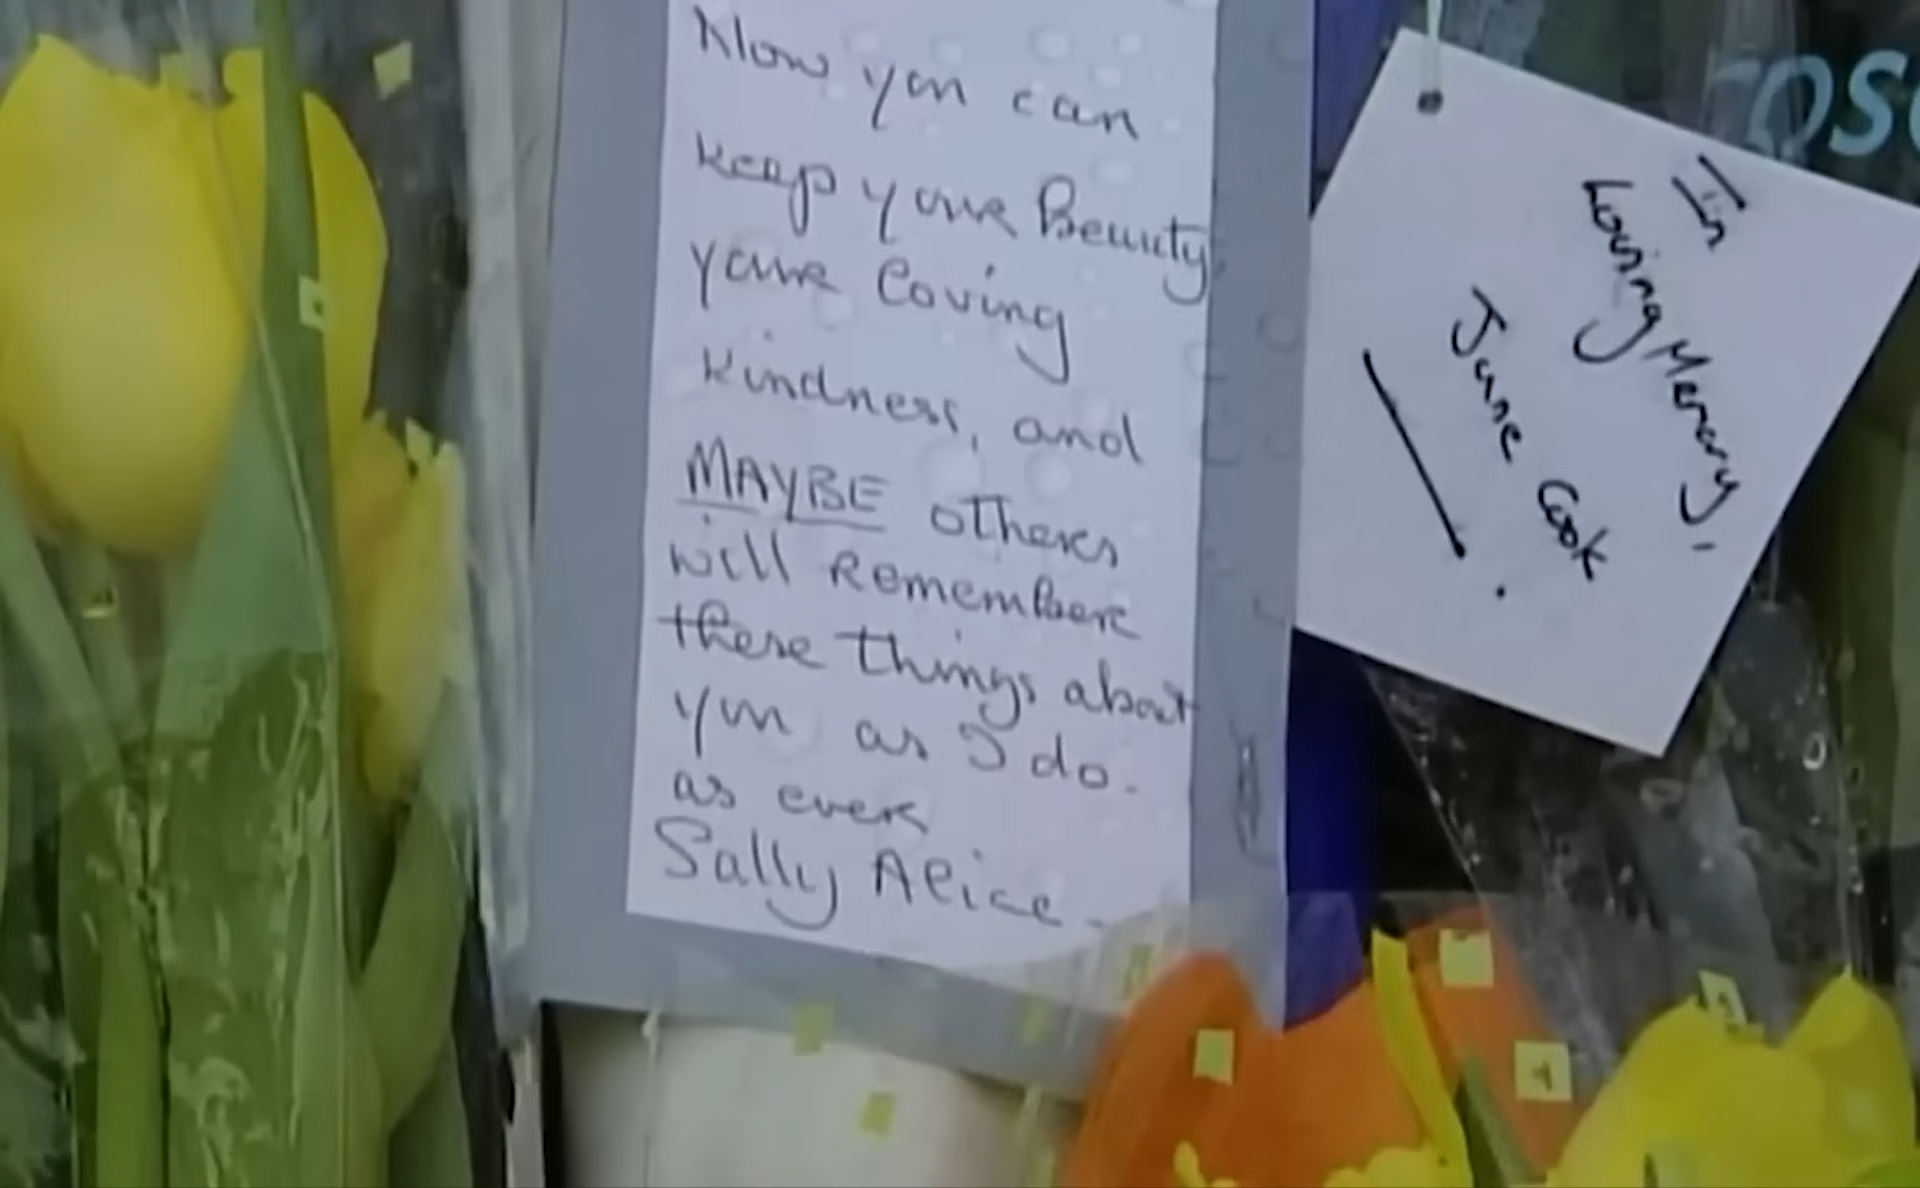 Now you can
keep your Beauty
your loving
kindness, and
MAYBE others
will remember
these things about
you as I do.
as ever
Sally Alice
In
Loving Memory,
June Cook
OS